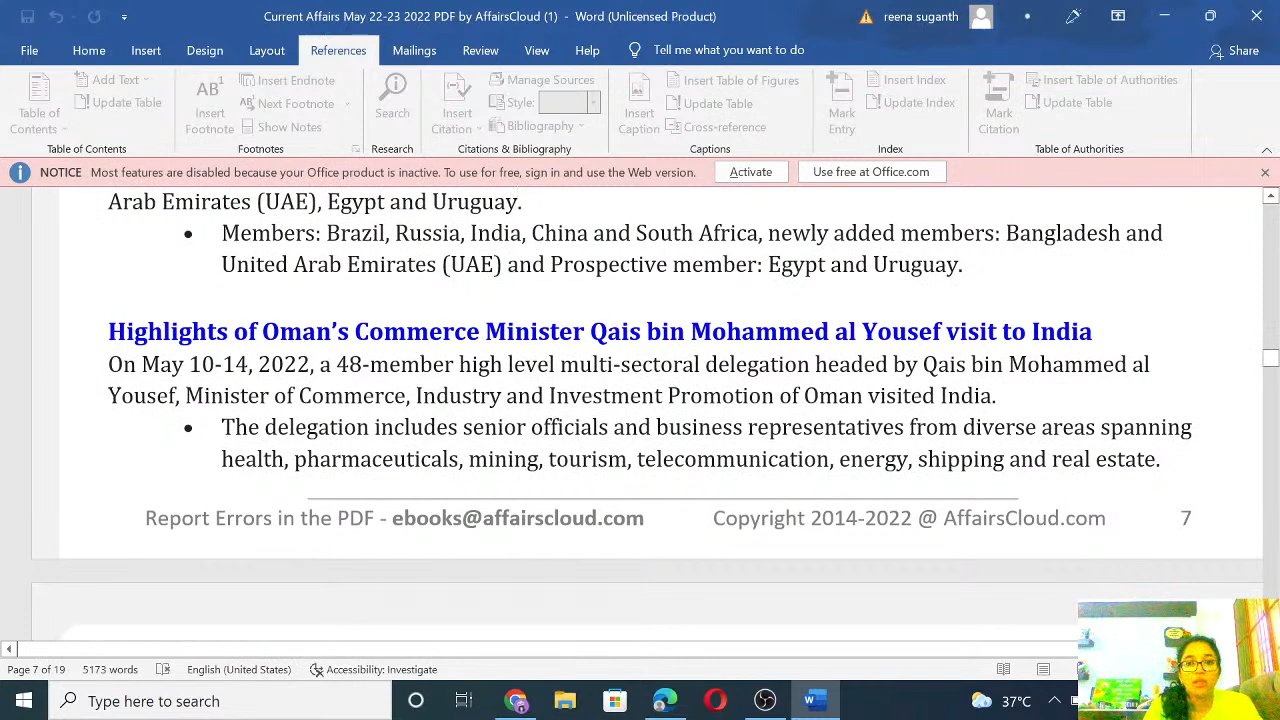 Current Affairs May 22-23 2022 PDF by AffairsCloud (1) - Word (Unlicensed Product)
reena suganth
File Home Insert Design Layout References Mailings Review View Help Tell me what you want to do Share
Table of Contents
Add Text
Update Table
Table of Contents
AB1
Insert Footnote
Insert Endnote
Next Footnote
Show Notes
Footnotes
Search
Research
Insert Citation
Manage Sources
Style:
Bibliography
Citations & Bibliography
Insert Caption
Insert Table of Figures
Update Table
Cross-reference
Captions
Mark Entry
Insert Index
Update Index
Index
Mark Citation
Insert Table of Authorities
Update Table
Table of Authorities
NOTICE Most features are disabled because your Office product is inactive. To use for free, sign in and use the Web version. Activate Use free at Office.com
Arab Emirates (UAE), Egypt and Uruguay.
• Members: Brazil, Russia, India, China and South Africa, newly added members: Bangladesh and
United Arab Emirates (UAE) and Prospective member: Egypt and Uruguay.
Highlights of Oman's Commerce Minister Qais bin Mohammed al Yousef visit to India
On May 10-14, 2022, a 48-member high level multi-sectoral delegation headed by Qais bin Mohammed al
Yousef, Minister of Commerce, Industry and Investment Promotion of Oman visited India.
• The delegation includes senior officials and business representatives from diverse areas spanning
health, pharmaceuticals, mining, tourism, telecommunication, energy, shipping and real estate.
Report Errors in the PDF - ebooks@affairscloud.com Copyright 2014-2022 @ AffairsCloud.com 7
Page 7 of 19 5173 words English (United States) Accessibility: Investigate
Type here to search 37°C